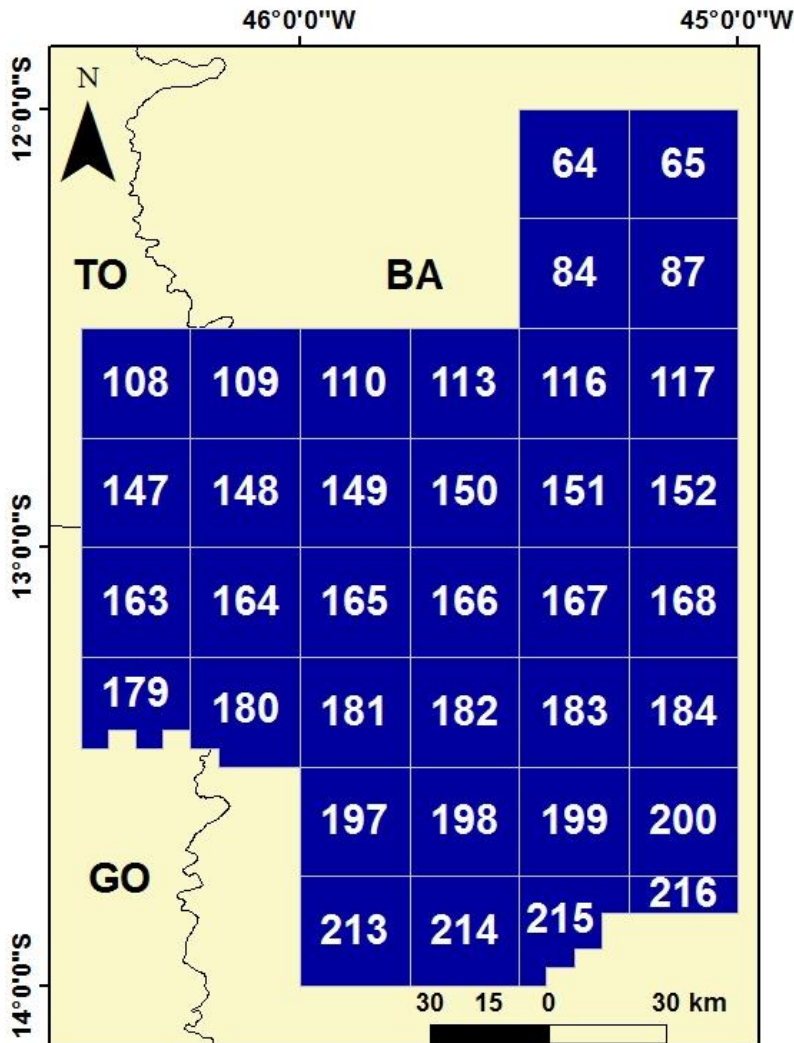 46°0'0"W 45°0'0"W
12°0'0"S
N
64 65
TO BA 84 87
108 109 110 113 116 117
147 148 149 150 151 152
13°0'0"S
163 164 165 166 167 168
179 180 181 182 183 184
197 198 199 200
GO
213 214 215 216
14°0'0"S
30 15 0 30 km